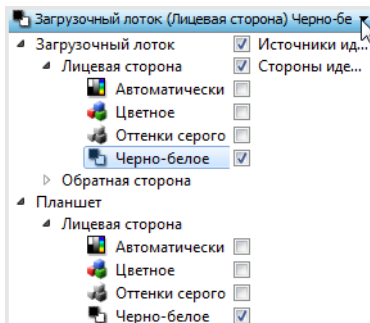 Загрузочный лоток (Лицевая сторона) Черно-бе
Загрузочный лоток Источники ид...
Лицевая сторона Стороны иде...
Автоматически
Цветное
Оттенки серого
Черно-белое
Обратная сторона
Планшет
Лицевая сторона
Автоматически
Цветное
Оттенки серого
Черно-белое